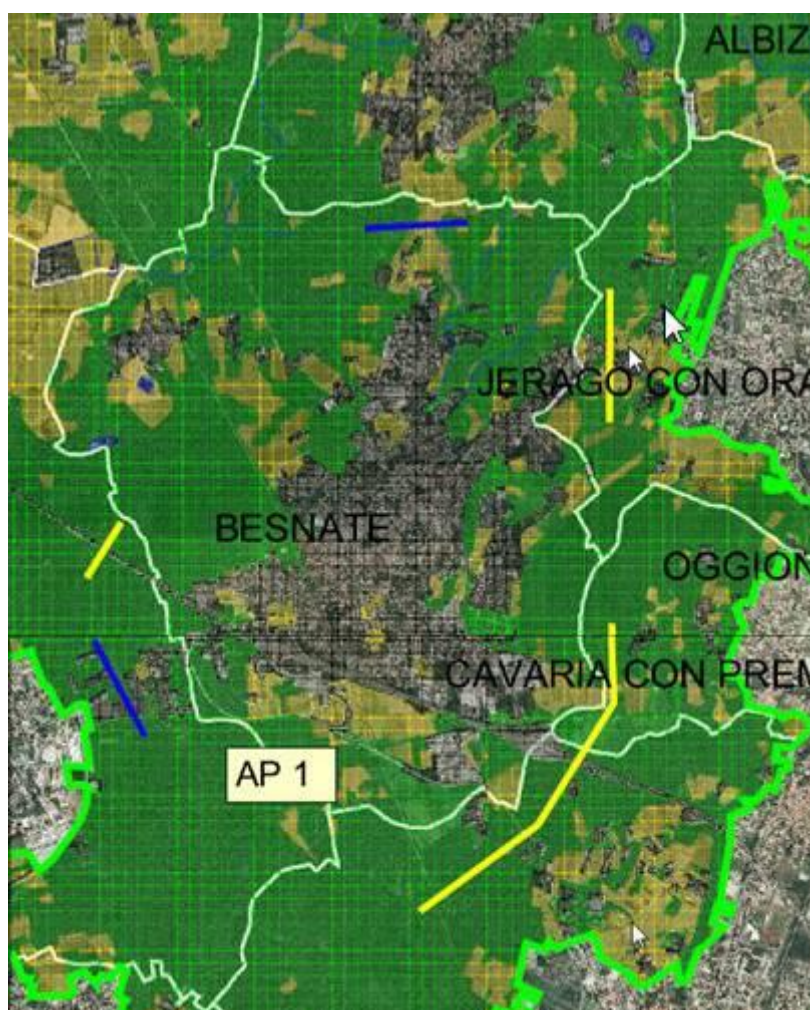 ALBIZ
JERAGO CON ORA
BESNATE
OGGION
CAVARIA CON PREM
AP 1